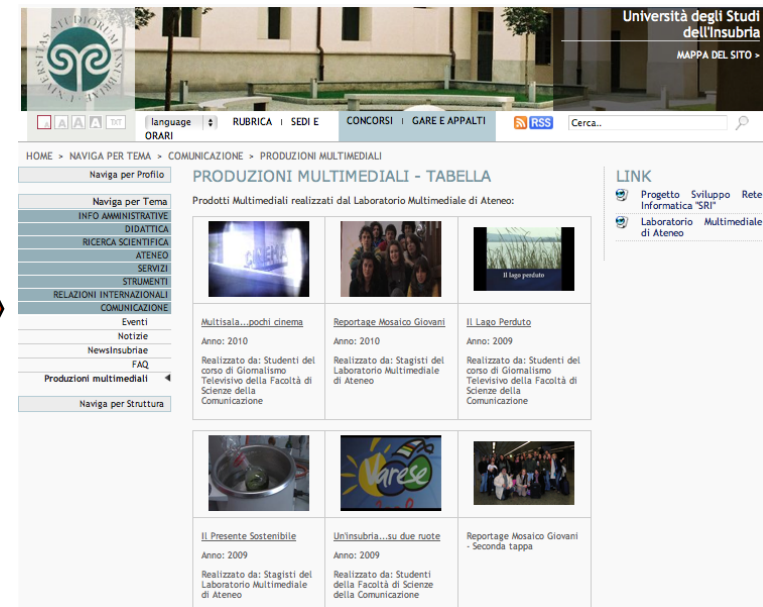 Università degli Studi
dell'Insubria
MAPPA DEL SITO >
A A A A TXT
language
RUBRICA | SEDI E
ORARI
CONCORSI | GARE E APPALTI
RSS
Cerca..
HOME > NAVIGA PER TEMA > COMUNICAZIONE > PRODUZIONI MULTIMEDIALI
Naviga per Profilo
Naviga per Tema
INFO AMMINISTRATIVE
DIDATTICA
RICERCA SCIENTIFICA
ATENEO
SERVIZI
STRUMENTI
RELAZIONI INTERNAZIONALI
COMUNICAZIONE
Eventi
Notizie
NewsInsubriae
FAQ
Produzioni multimediali
Naviga per Struttura
PRODUZIONI MULTIMEDIALI - TABELLA
Prodotti Multimediali realizzati dal Laboratorio Multimediale di Ateneo:
CINEMA
Il lago perduto
Multisala...pochi cinema
Anno: 2010
Realizzato da: Studenti del
corso di Giornalismo
Televisivo della Facoltà di
Scienze della
Comunicazione
Reportage Mosaico Giovani
Anno: 2010
Realizzato da: Stagisti del
Laboratorio Multimediale
di Ateneo
Il Lago Perduto
Anno: 2009
Realizzato da: Studenti del
corso di Giornalismo
Televisivo della Facoltà di
Scienze della
Comunicazione
Varese
Il Presente Sostenibile
Anno: 2009
Realizzato da: Stagisti del
Laboratorio Multimediale
di Ateneo
Un'insubria...su due ruote
Anno: 2009
Realizzato da: Studenti
della Facoltà di Scienze
della Comunicazione
Reportage Mosaico Giovani
- Seconda tappa
LINK
Progetto Sviluppo Rete
Informatica "SRI"
Laboratorio Multimediale
di Ateneo